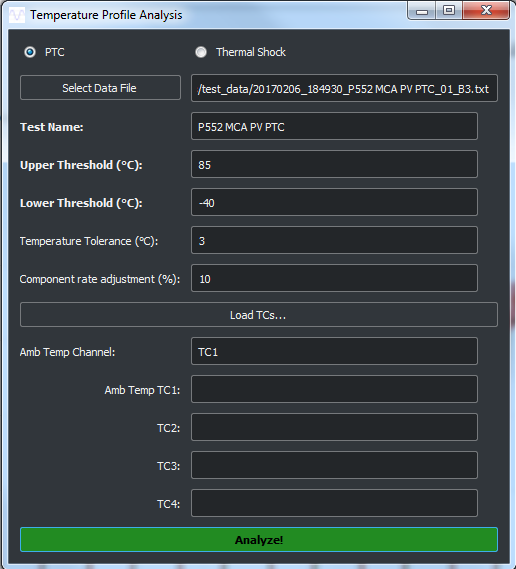 Temperature Profile Analysis
PTC
Thermal Shock
Select Data File
/test_data/20170206_184930_P552 MCA PV PTC_01_B3.txt
Test Name:
P552 MCA PV PTC
Upper Threshold (°C):
85
Lower Threshold (°C):
-40
Temperature Tolerance (°C):
3
Component rate adjustment (%):
10
Load TCs...
Amb Temp Channel:
TC1
Amb Temp TC1:
TC2:
TC3:
TC4:
Analyze!